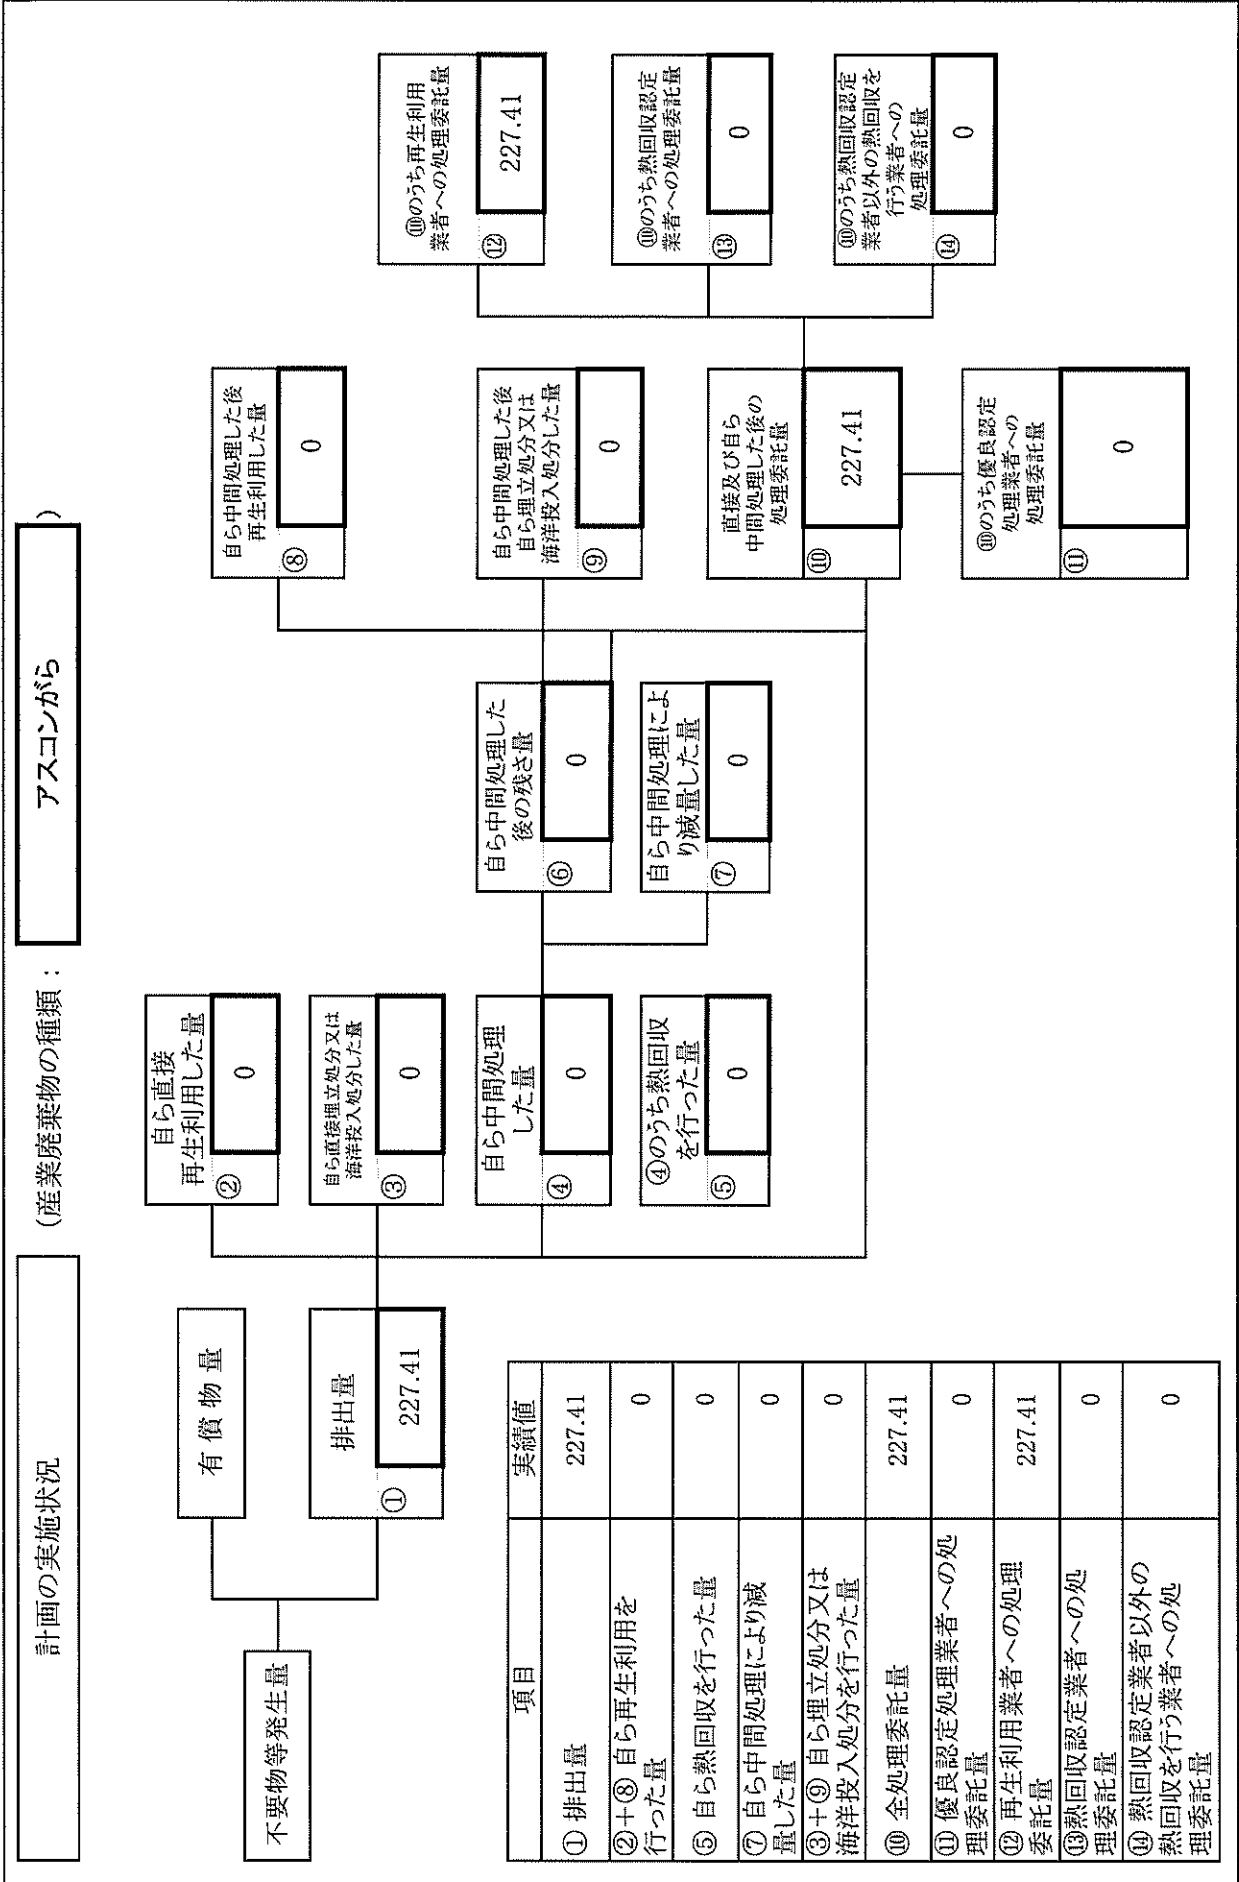 計画の実施状況
(産業廃棄物の種類：
アスコンがら
)
不要物等発生量
有 償 物 量
排出量
①
227.41
自ら直接
再生利用した量
②
0
自ら直接埋立処分又は
海洋投入処分した量
③
0
自ら中間処理
した量
④
0
④のうち熱回収
を行った量
⑤
0
自ら中間処理した
後の残さ量
⑥
0
自ら中間処理によ
り減量した量
⑦
0
自ら中間処理した後
再生利用した量
⑧
0
自ら中間処理した後
自ら埋立処分又は
海洋投入処分した量
⑨
0
直接及び自ら
中間処理した後の
処理委託量
⑩
227.41
⑩のうち優良認定
処理業者への
処理委託量
⑪
0
⑩のうち再生利用
業者への処理委託量
⑫
227.41
⑩のうち熱回収認定
業者への処理委託量
⑬
0
⑩のうち熱回収認定
業者以外の熱回収を
行う業者への
処理委託量
⑭
0
項目
実績値
① 排出量
227.41
②＋⑧ 自ら再生利用を
行った量
0
⑤ 自ら熱回収を行った量
0
⑦ 自ら中間処理により減
量した量
0
③＋⑨ 自ら埋立処分又は
海洋投入処分を行った量
0
⑩ 全処理委託量
227.41
⑪ 優良認定処理業者への処
理委託量
0
⑫ 再生利用業者への処理
委託量
227.41
⑬熱回収認定業者への処
理委託量
0
⑭ 熱回収認定業者以外の
熱回収を行う業者への処
理委託量
0